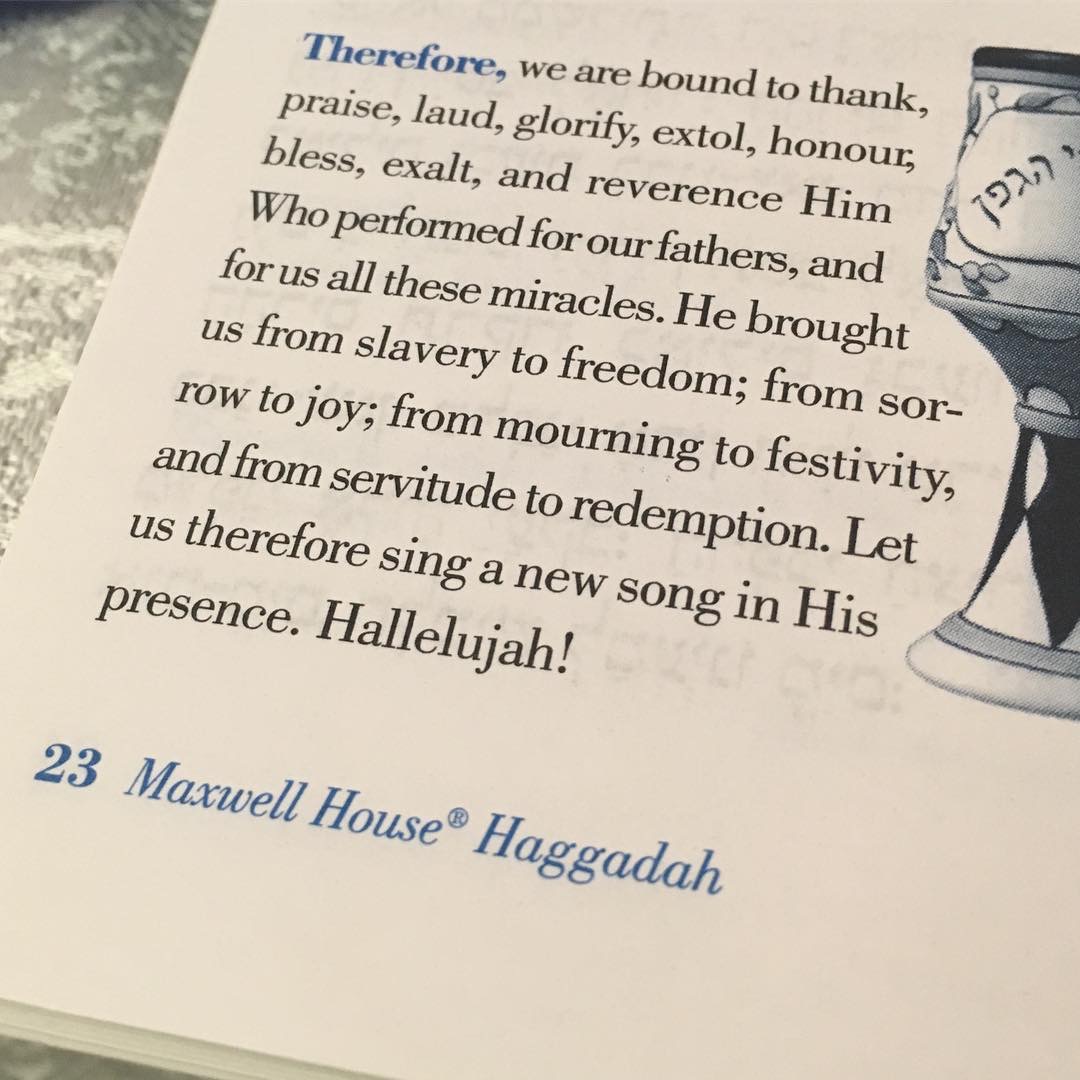 Therefore, we are bound to thank,
praise, laud, glorify, extol, honour,
bless, exalt, and reverence Him
Who performed for our fathers, and
for us all these miracles. He brought
us from slavery to freedom; from sor-
row to joy; from mourning to festivity,
and from servitude to redemption. Let
us therefore sing a new song in His
presence. Hallelujah!
הגפן
23 Maxwell House® Haggadah